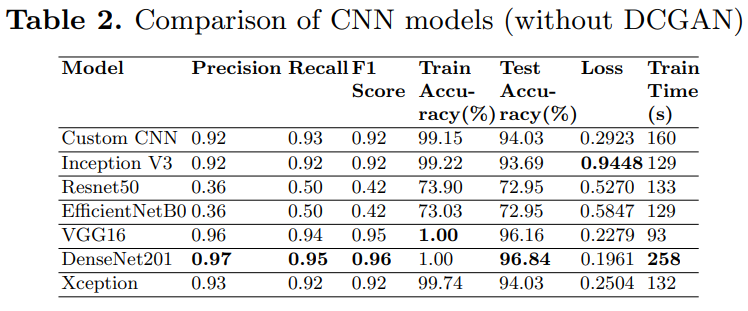 Table 2. Comparison of CNN models (without DCGAN)
Model Precision Recall F1 Score Train Accu-racy(%) Test Accu-racy(%) Loss Train Time (s)
Custom CNN 0.92 0.93 0.92 99.15 94.03 0.2923 160
Inception V3 0.92 0.92 0.92 99.22 93.69 0.9448 129
Resnet50 0.36 0.50 0.42 73.90 72.95 0.5270 133
EfficientNetB0 0.36 0.50 0.42 73.03 72.95 0.5847 129
VGG16 0.96 0.94 0.95 1.00 96.16 0.2279 93
DenseNet201 0.97 0.95 0.96 1.00 96.84 0.1961 258
Xception 0.93 0.92 0.92 99.74 94.03 0.2504 132